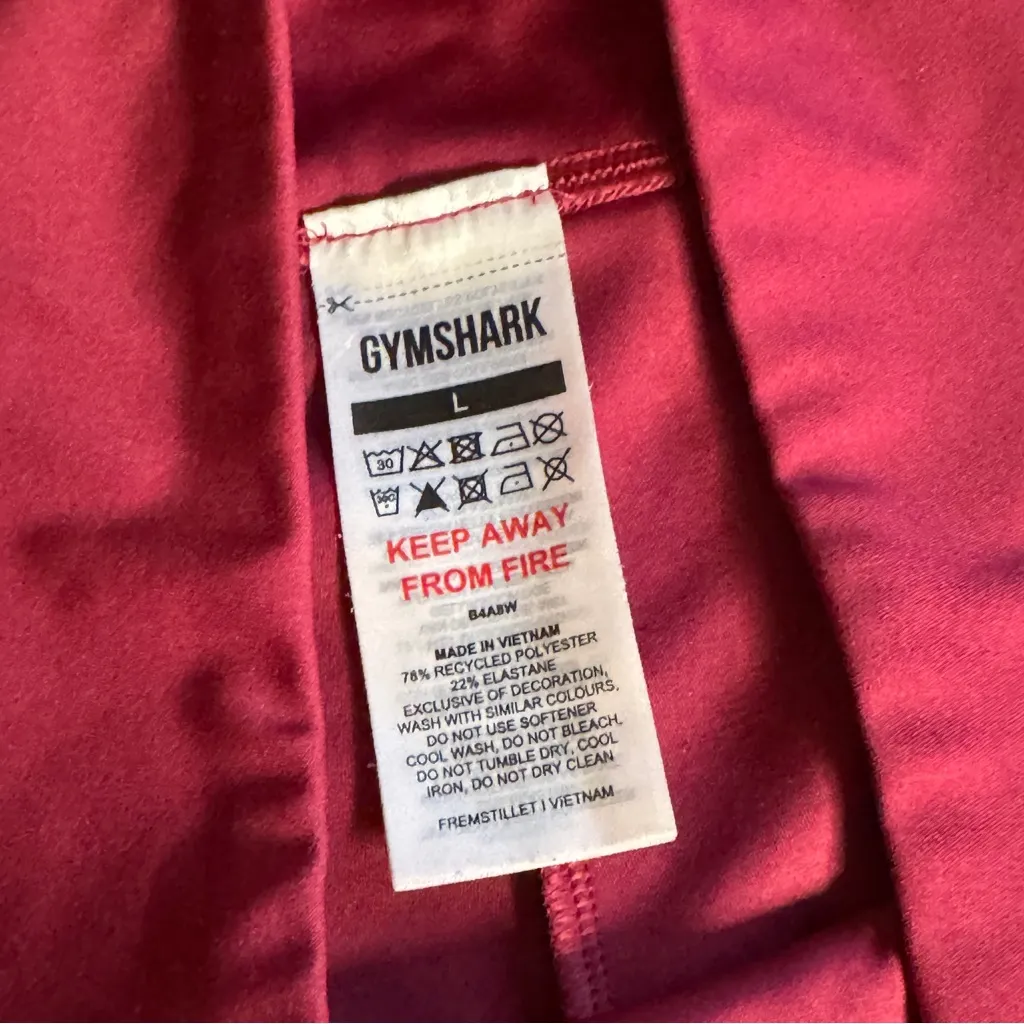 GYMSHARK
L
30
KEEP AWAY
FROM FIRE
B4A8W
MADE IN VIETNAM
78% RECYCLED POLYESTER
22% ELASTANE
EXCLUSIVE OF DECORATION,
WASH WITH SIMILAR COLOURS,
DO NOT USE SOFTENER
COOL WASH, DO NOT BLEACH,
DO NOT TUMBLE DRY, COOL
IRON, DO NOT DRY CLEAN
FREMSTILLET I VIETNAM